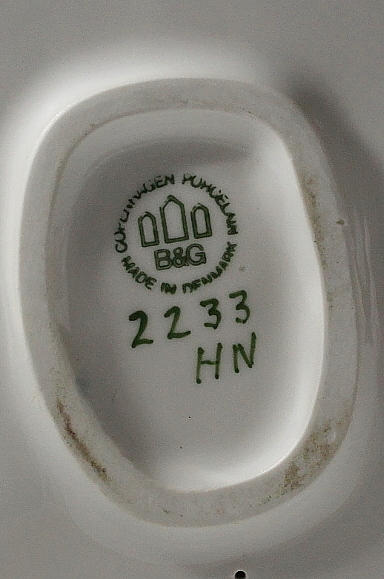 COPENHAGEN PORCELAIN
B&G
MADE IN DENMARK
2233
HN